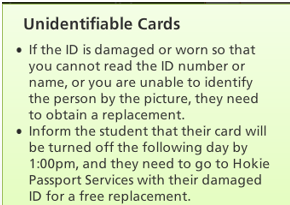 Unidentifiable Cards
• If the ID is damaged or worn so that
you cannot read the ID number or
name, or you are unable to identify
the person by the picture, they need
to obtain a replacement.
• Inform the student that their card will
be turned off the following day by
1:00pm, and they need to go to Hokie
Passport Services with their damaged
ID for a free replacement.